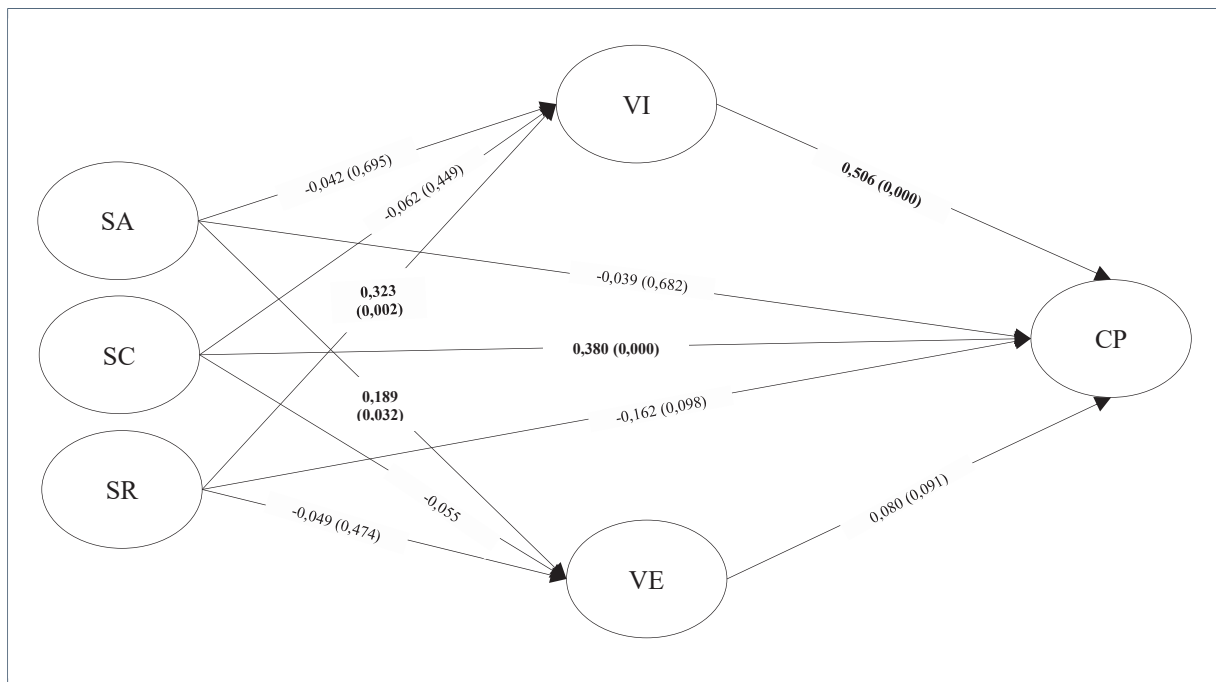 VI
-0,042 (0,695)
0,506 (0,000)
-0,062 (0,449)
SA
-0,039 (0,682)
0,323
(0,002)
SC
0,380 (0,000)
CP
0,189
(0,032)
-0,162 (0,098)
SR
-0,055
-0,049 (0,474)
0,080 (0,091)
VE